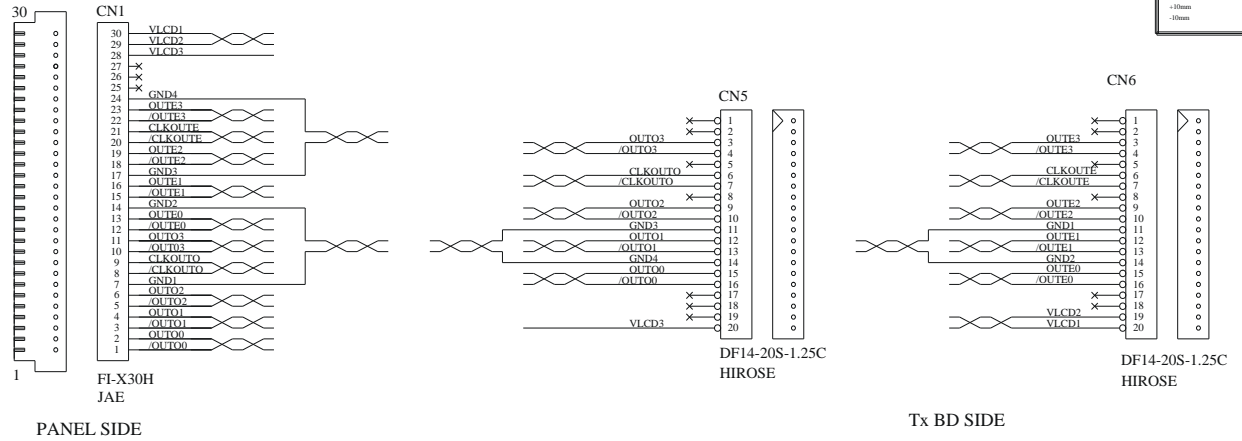 +10mm
-10mm
30
1
CN1
30 VLCD1
29 VLCD2
28 VLCD3
27
26
25
24 GND4
23 OUTE3
22 /OUTE3
21 CLKOUTE
20 /CLKOUTE
19 OUTE2
18 /OUTE2
17 GND3
16 OUTE1
15 /OUTE1
14 GND2
13 OUTE0
12 /OUTE0
11 OUTO3
10 /OUT03
9 CLKOUTO
8 /CLKOUTO
7 GND1
6 OUTO2
5 /OUTO2
4 OUTO1
3 /OUTO1
2 OUTO0
1 /OUTO0
FI-X30H
JAE
PANEL SIDE
CN5
1
2
OUTO3 3
/OUTO3 4
5
CLKOUTO 6
/CLKOUTO 7
8
OUTO2 9
/OUTO2 10
GND3 11
OUTO1 12
/OUTO1 13
GND4 14
OUTO0 15
/OUTO0 16
17
18
19
VLCD3 20
DF14-20S-1.25C
HIROSE
CN6
1
2
OUTE3 3
/OUTE3 4
5
CLKOUTE 6
/CLKOUTE 7
8
OUTE2 9
/OUTE2 10
GND1 11
OUTE1 12
/OUTE1 13
GND2 14
OUTE0 15
/OUTE0 16
17
18
VLCD2 19
VLCD1 20
DF14-20S-1.25C
HIROSE
Tx BD SIDE